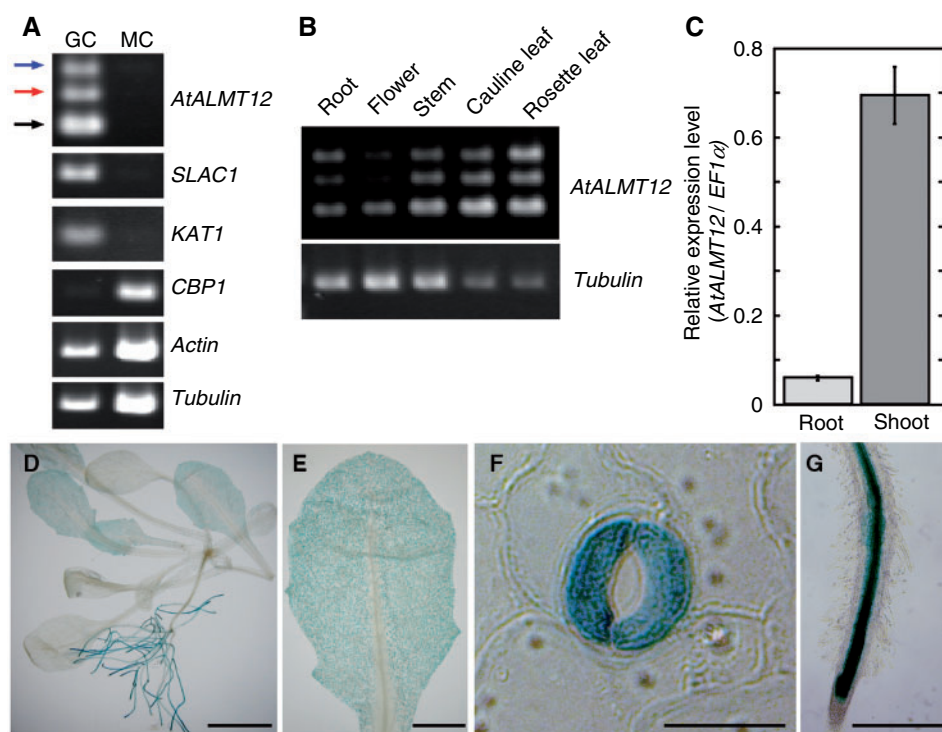 A
GC MC
AtALMT12
SLAC1
KAT1
CBP1
Actin
Tubulin
B
Root Flower Stem Cauline leaf Rosette leaf
AtALMT12
Tubulin
C
Relative expression level
(AtALMT12 / EF1α)
0.8
0.6
0.4
0.2
0
Root Shoot
D
E
F
G